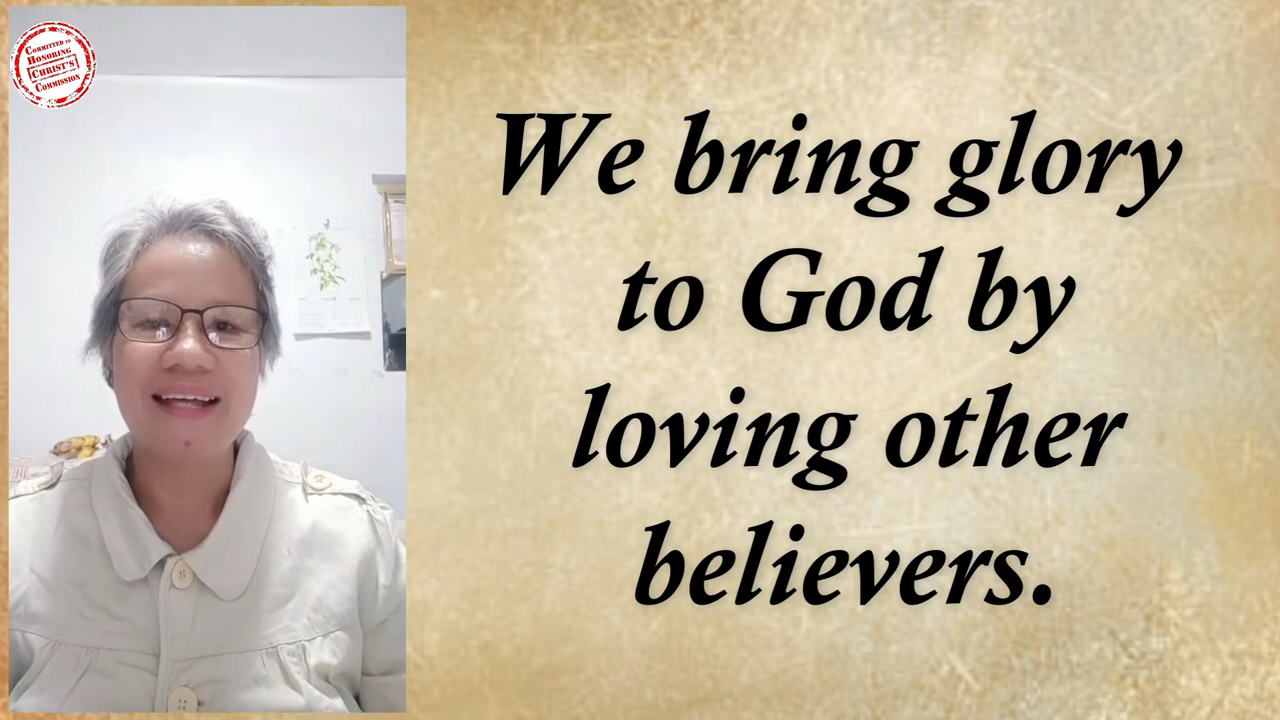 COMMITTED TO
HONORING
CHRIST'S
COMMISSION
We bring glory
to God by
loving other
believers.